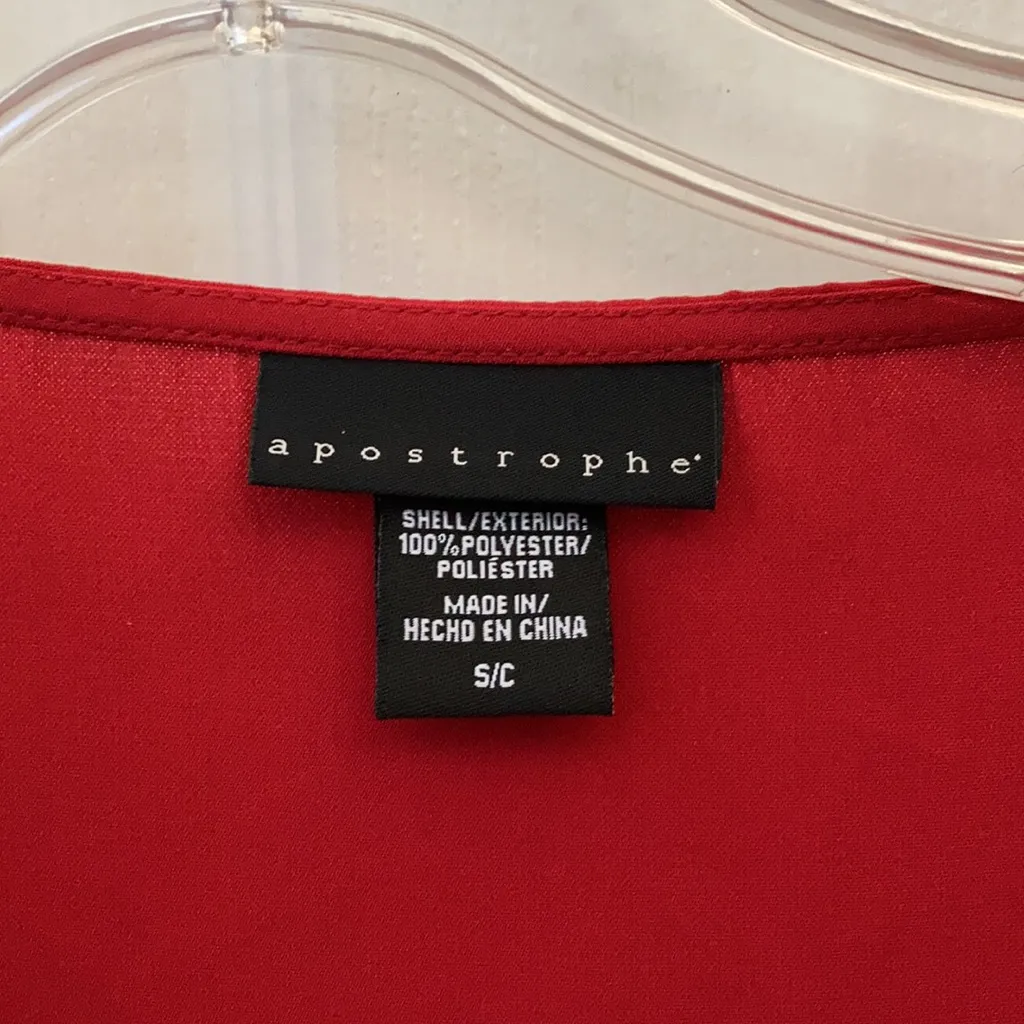 apostrophe
SHELL/EXTERIOR:
100%POLYESTER/
POLIÉSTER
MADE IN/
HECHO EN CHINA
S/C